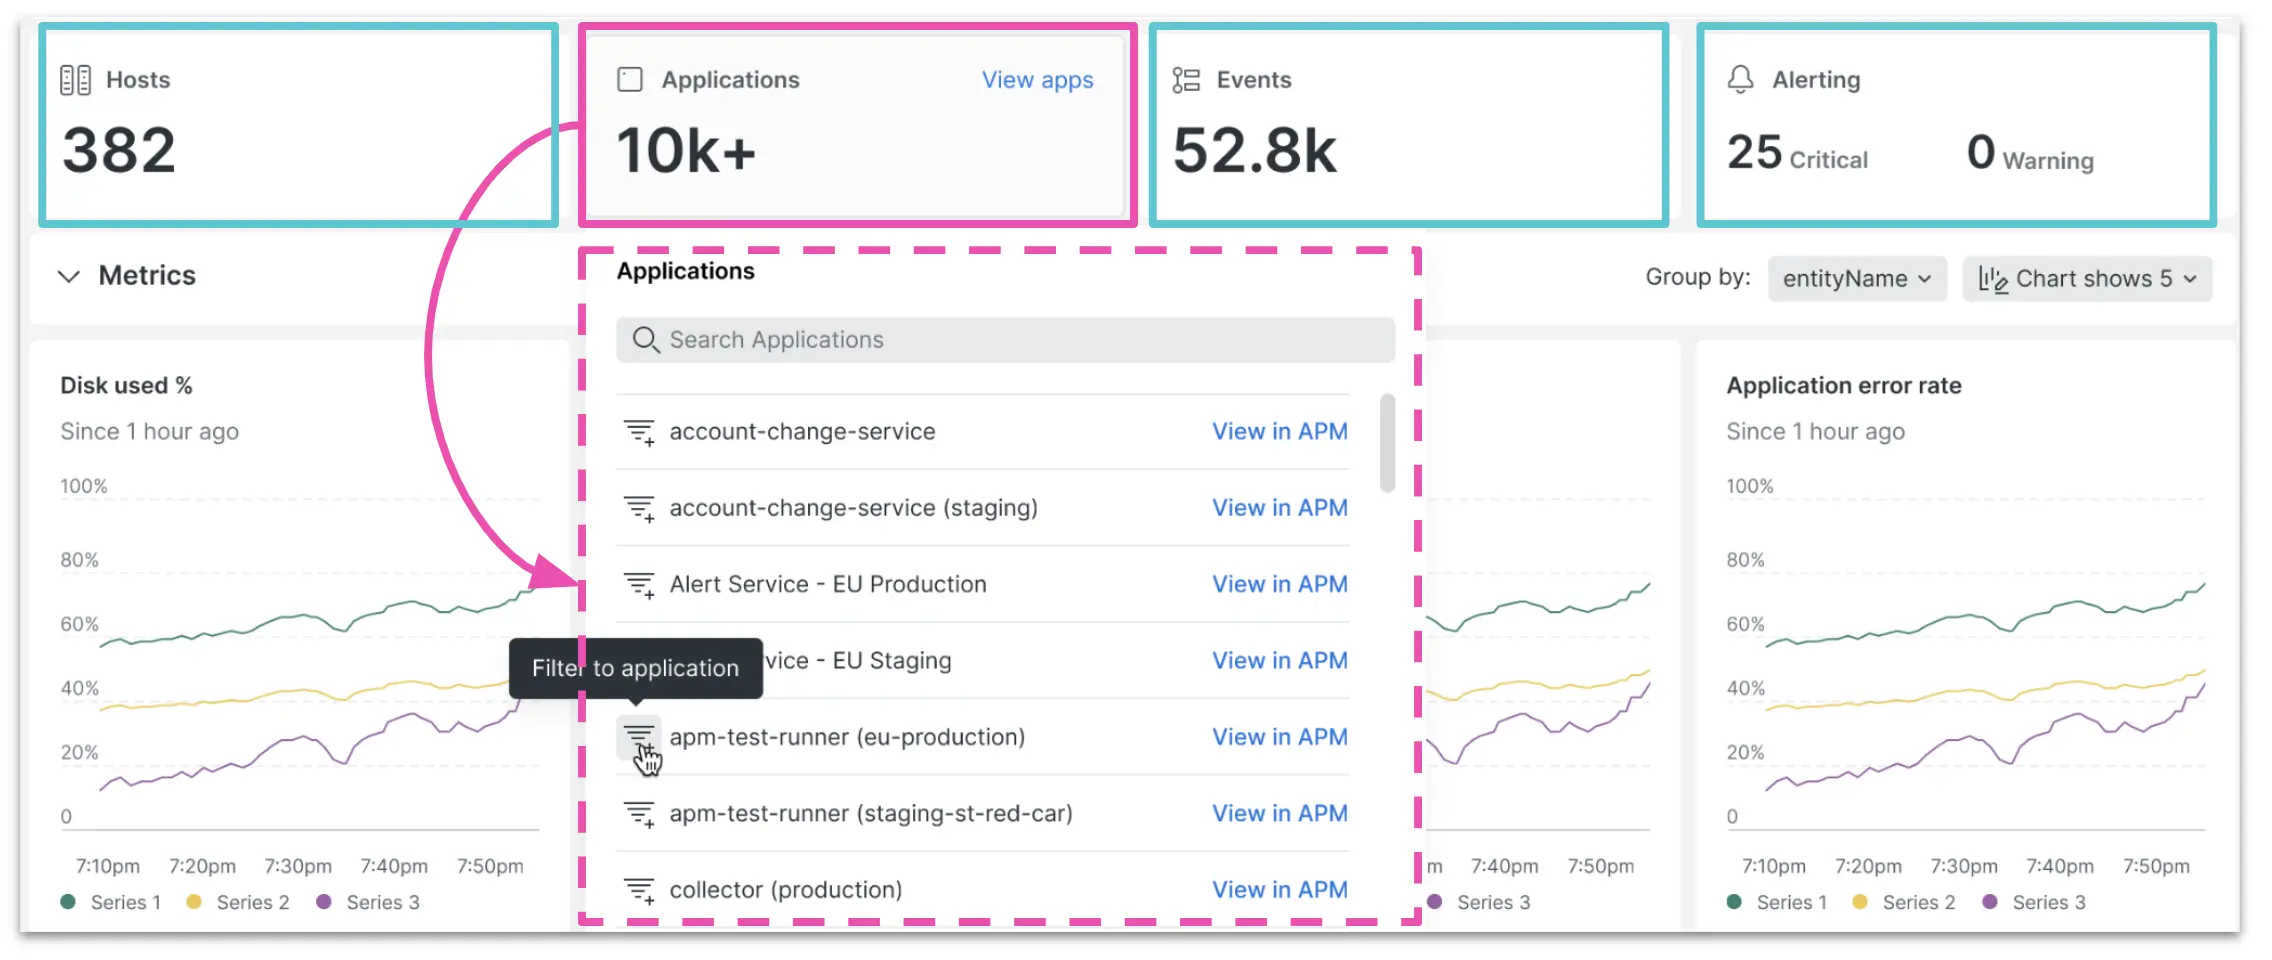 Hosts
382
Applications
View apps
10k+
Events
52.8k
Alerting
25 Critical
0 Warning
Metrics
Group by:
entityName
Chart shows 5
Disk used %
Since 1 hour ago
100%
80%
60%
40%
20%
0
7:10pm 7:20pm 7:30pm 7:40pm 7:50pm
Series 1 Series 2 Series 3
Applications
Search Applications
account-change-service View in APM
account-change-service (staging) View in APM
Alert Service - EU Production View in APM
Filter to application
vice - EU Staging View in APM
apm-test-runner (eu-production) View in APM
apm-test-runner (staging-st-red-car) View in APM
collector (production) View in APM
m 7:40pm 7:50pm
Series 3
Application error rate
Since 1 hour ago
100%
80%
60%
40%
20%
0
7:10pm 7:20pm 7:30pm 7:40pm 7:50pm
Series 1 Series 2 Series 3